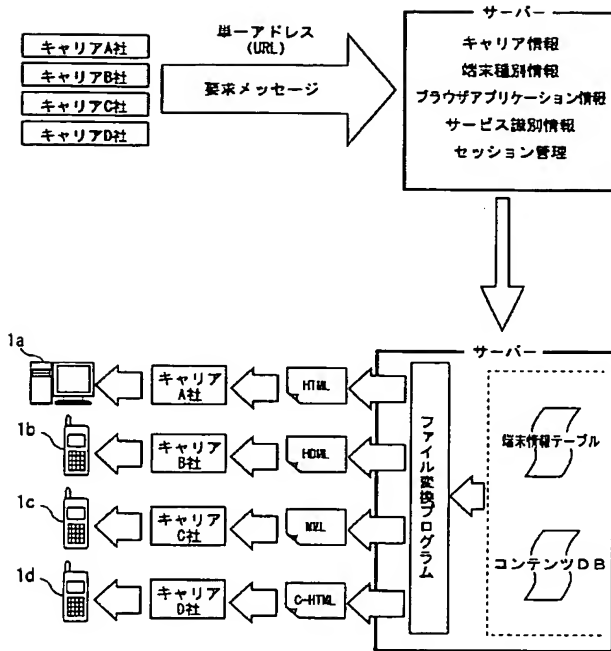 キャリアA社
キャリアB社
キャリアC社
キャリアD社
単一アドレス
(URL)
要求メッセージ
サーバー
キャリア情報
端末種別情報
ブラウザアプリケーション情報
サービス識別情報
セッション管理
サーバー
1a
キャリア
A社
HTML
1b
キャリア
B社
HDML
1c
キャリア
C社
MML
1d
キャリア
D社
C-HTML
ファイル変換プログラム
端末情報テーブル
コンテンツDB